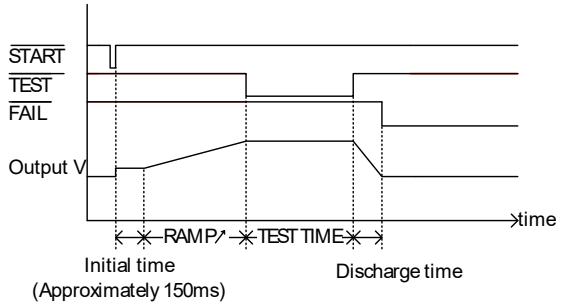 START
TEST
FAIL
Output V
time
RAMP↗ TEST TIME
Initial time
(Approximately 150ms)
Discharge time